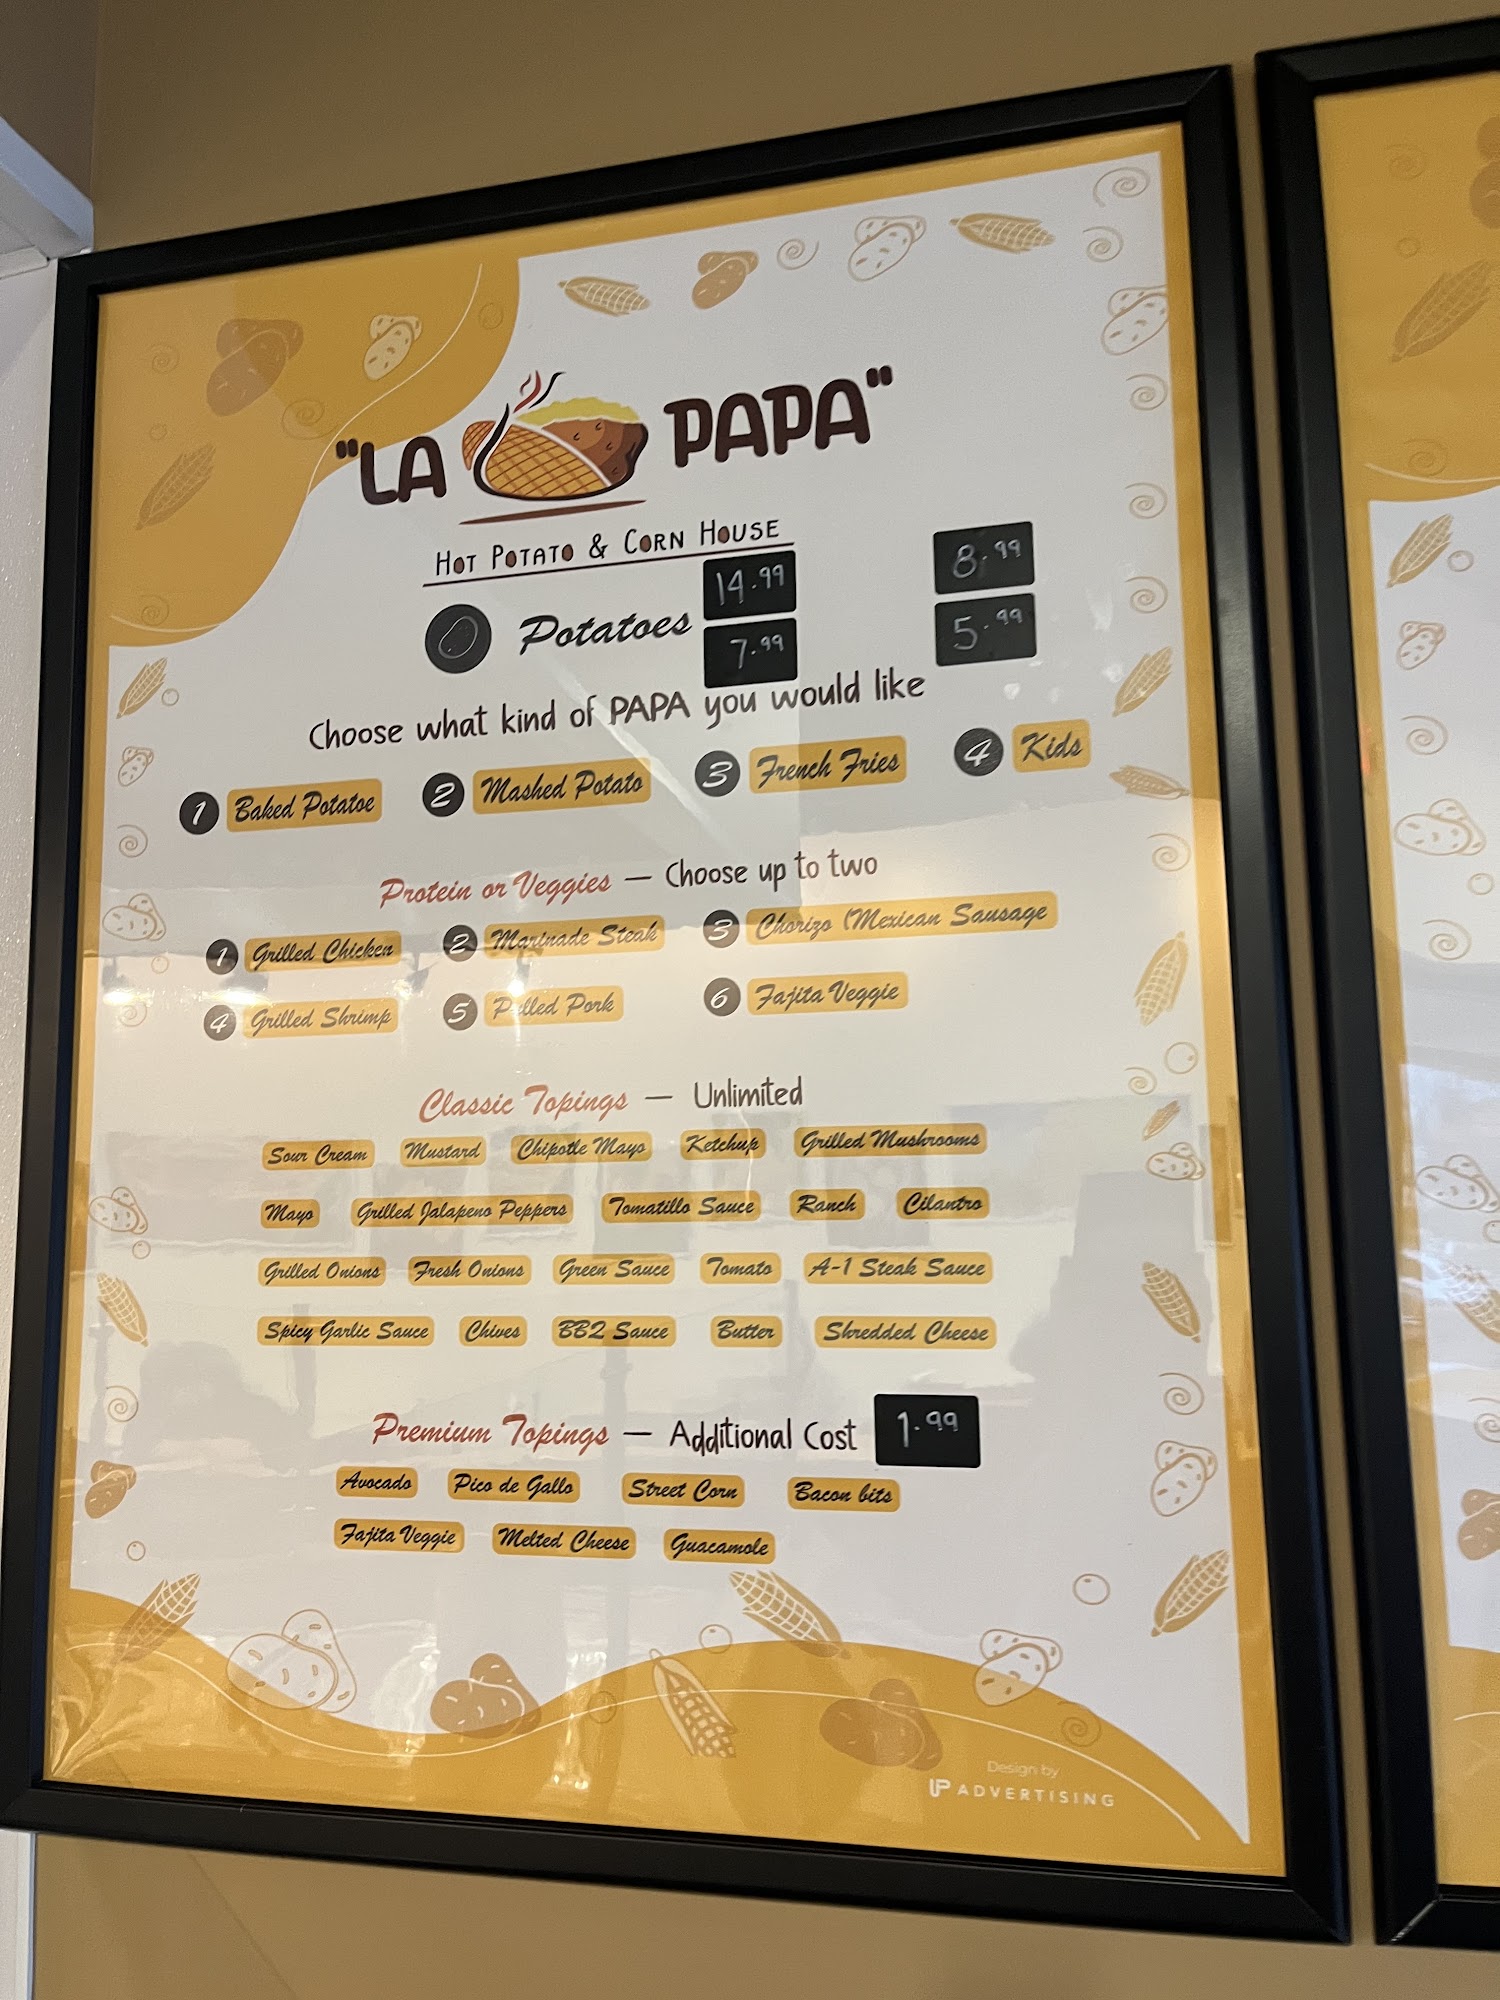 "LA PAPA"
HOT POTATO & CORN HOUSE
14.99 8.99
Potatoes
7.99 5.99
Choose what kind of PAPA you would like
1 Baked Potatoe 2 Mashed Potato 3 French Fries 4 Kids
Protein or Veggies — Choose up to two
1 Grilled Chicken 2 Marinade Steak 3 Chorizo (Mexican Sausage
4 Grilled Shrimp 5 Pulled Pork 6 Fajita Veggie
Classic Topings — Unlimited
Sour Cream Mustard Chipotle Mayo Ketchup Grilled Mushrooms
Mayo Grilled Jalapeno Peppers Tomatillo Sauce Ranch Cilantro
Grilled Onions Fresh Onions Green Sauce Tomato A-1 Steak Sauce
Spicy Garlic Sauce Chives BBQ Sauce Butter Shredded Cheese
Premium Topings — Additional Cost 1.99
Avocado Pico de Gallo Street Corn Bacon bits
Fajita Veggie Melted Cheese Guacamole
Design by
UP ADVERTISING